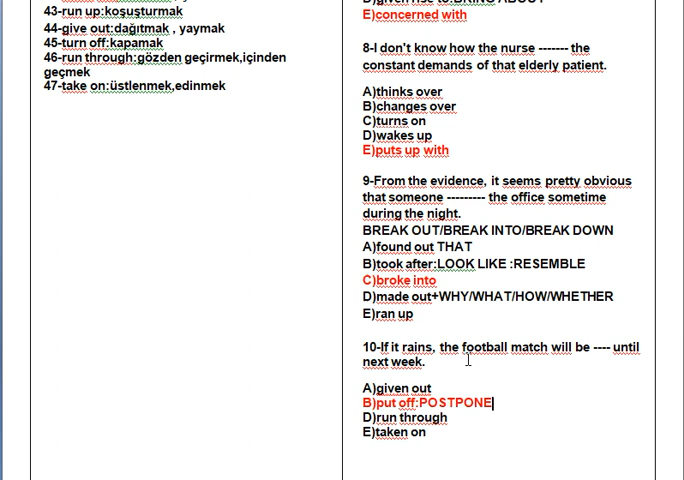 43-run up:koşuşturmak
44-give out:dağıtmak , yaymak
45-turn off:kapamak
46-run through:gözden geçirmek,içinden
geçmek
47-take on:üstlenmek,edinmek
D)given rise to:BRING ABOUT
E)concerned with
8-I don't know how the nurse ------- the
constant demands of that elderly patient.
A)thinks over
B)changes over
C)turns on
D)wakes up
E)puts up with
9-From the evidence, it seems pretty obvious
that someone --------- the office sometime
during the night.
BREAK OUT/BREAK INTO/BREAK DOWN
A)found out THAT
B)took after:LOOK LIKE :RESEMBLE
C)broke into
D)made out+WHY/WHAT/HOW/WHETHER
E)ran up
10-If it rains, the football match will be ---- until
next week.
A)given out
B)put off:POSTPONE
D)run through
E)taken on